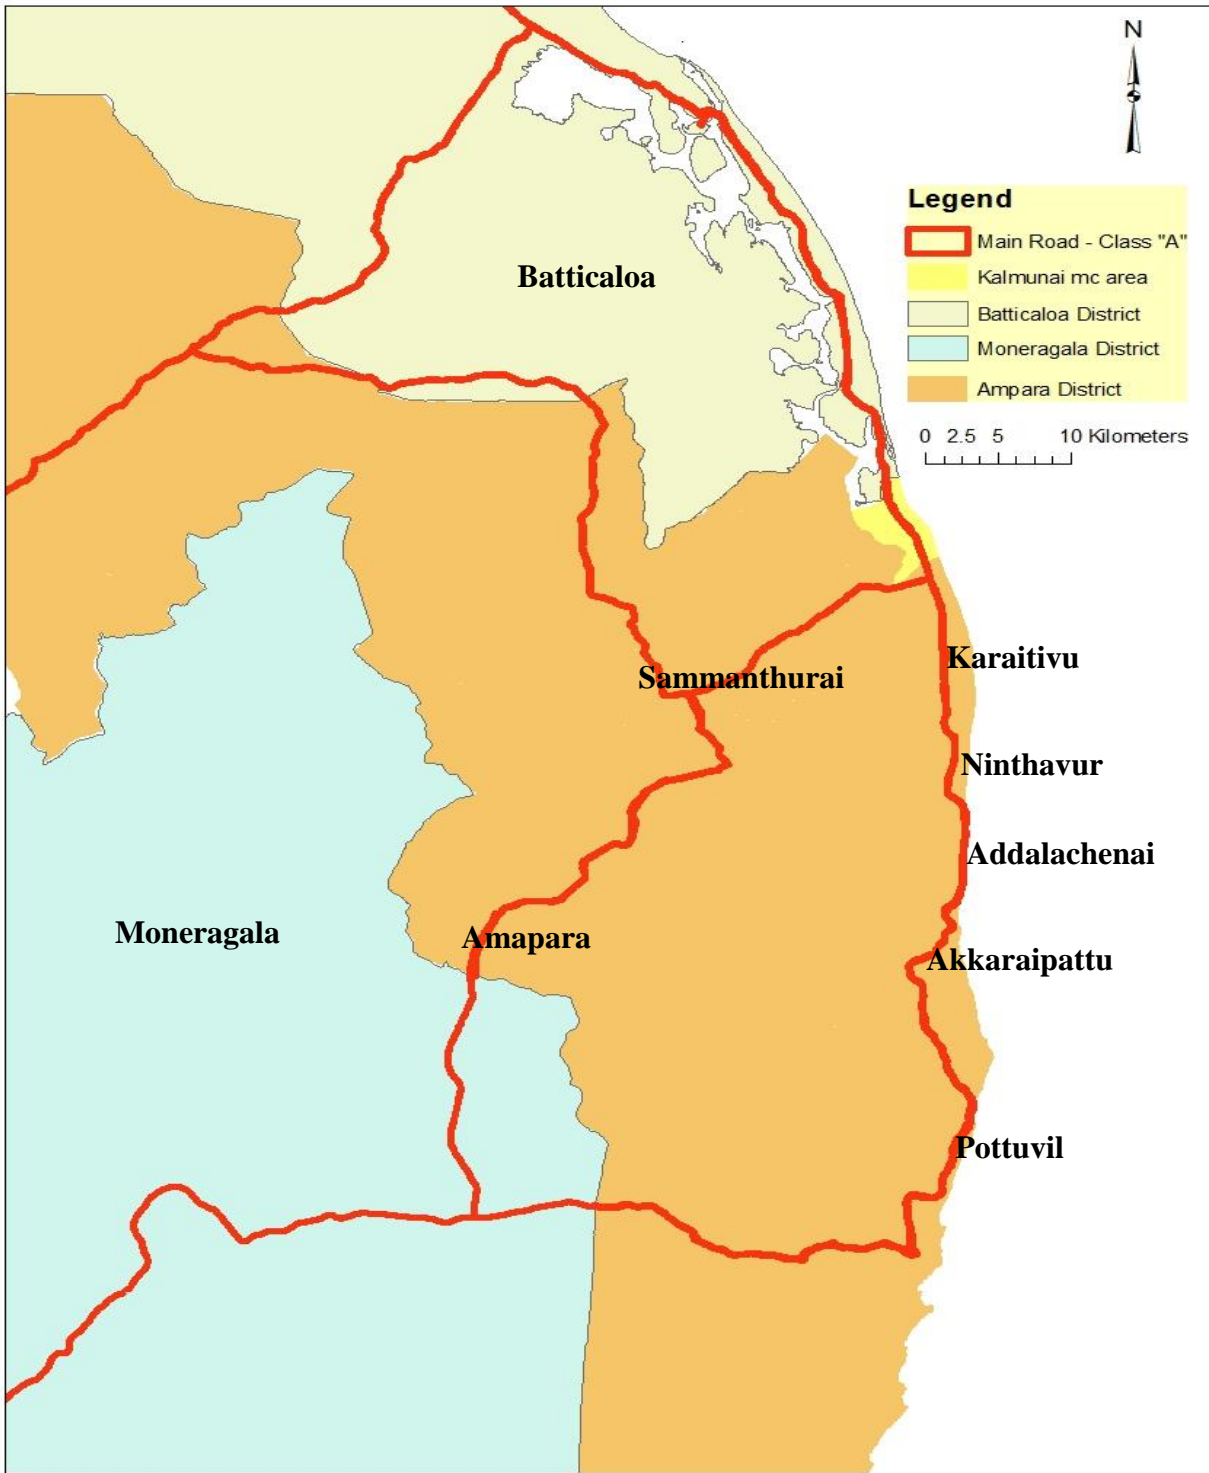 N
Legend
Main Road - Class "A"
Kalmunai mc area
Batticaloa District
Moneragala District
Ampara District
0 2.5 5 10 Kilometers
Batticaloa
Karaitivu
Sammanthurai
Ninthavur
Addalachenai
Moneragala
Amapara
Akkaraipattu
Pottuvil